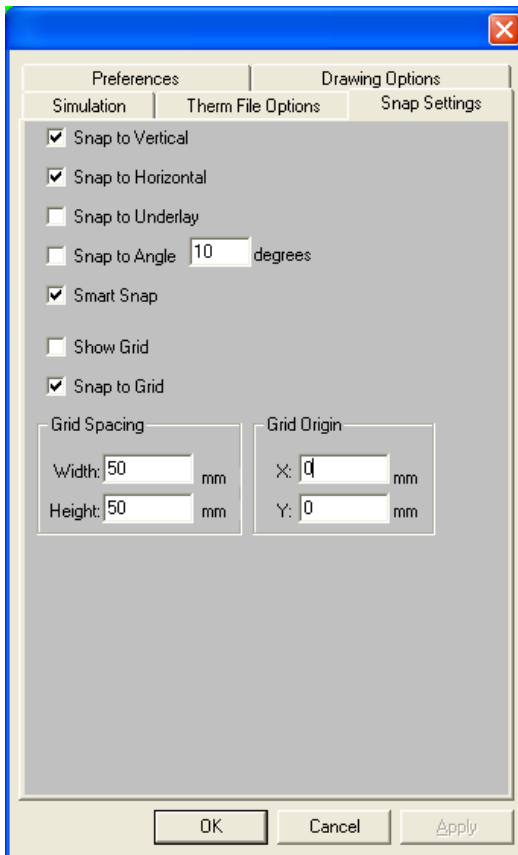 Preferences Drawing Options
Simulation Therm File Options Snap Settings
Snap to Vertical
Snap to Horizontal
Snap to Underlay
Snap to Angle 10 degrees
Smart Snap
Show Grid
Snap to Grid
Grid Spacing Grid Origin
Width: 50 mm X: 0 mm
Height: 50 mm Y: 0 mm
OK Cancel Apply